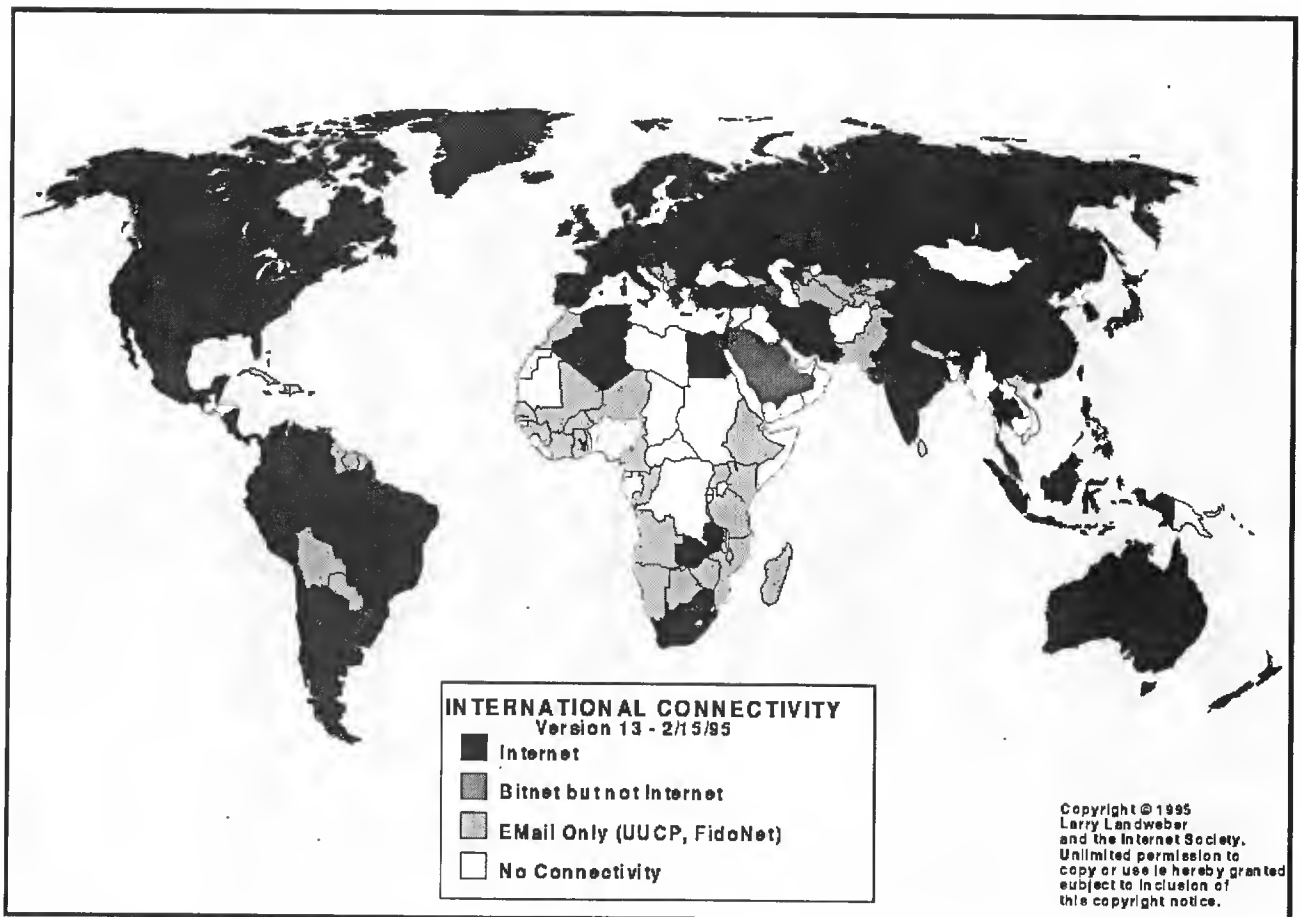 INTERNATIONAL CONNECTIVITY
Version 13 - 2/15/95
Internet
Bitnet but not Internet
EMail Only (UUCP, FidoNet)
No Connectivity
Copyright © 1995
Larry Landweber
and the Internet Society.
Unlimited permission to
copy or use is hereby granted
subject to inclusion of
this copyright notice.